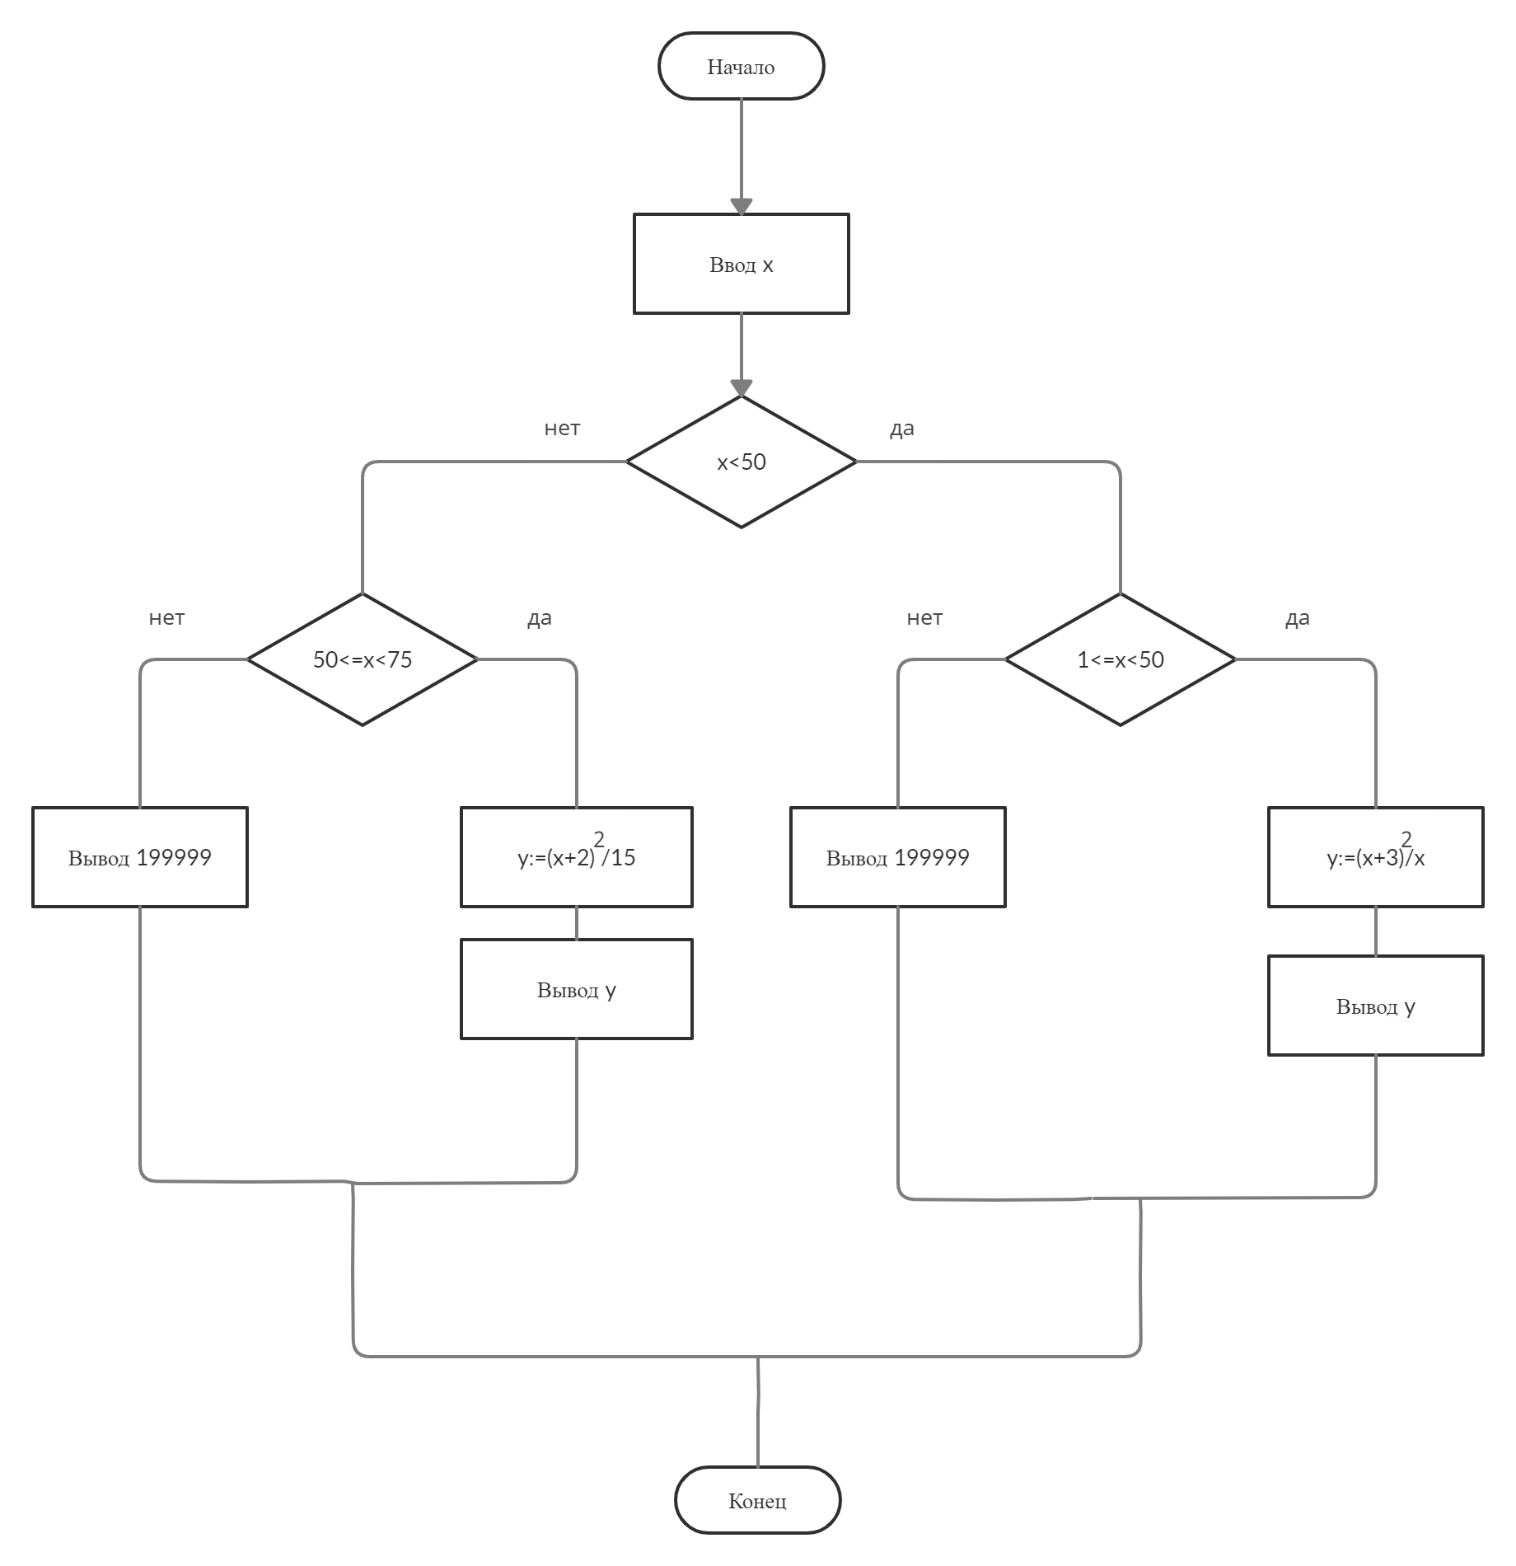 Начало
Ввод x
нет
да
x<50
нет
да
нет
да
50<=x<75
1<=x<50
Вывод 199999
y:=(x+2)²/15
Вывод 199999
y:=(x+3)²/x
Вывод y
Вывод y
Конец